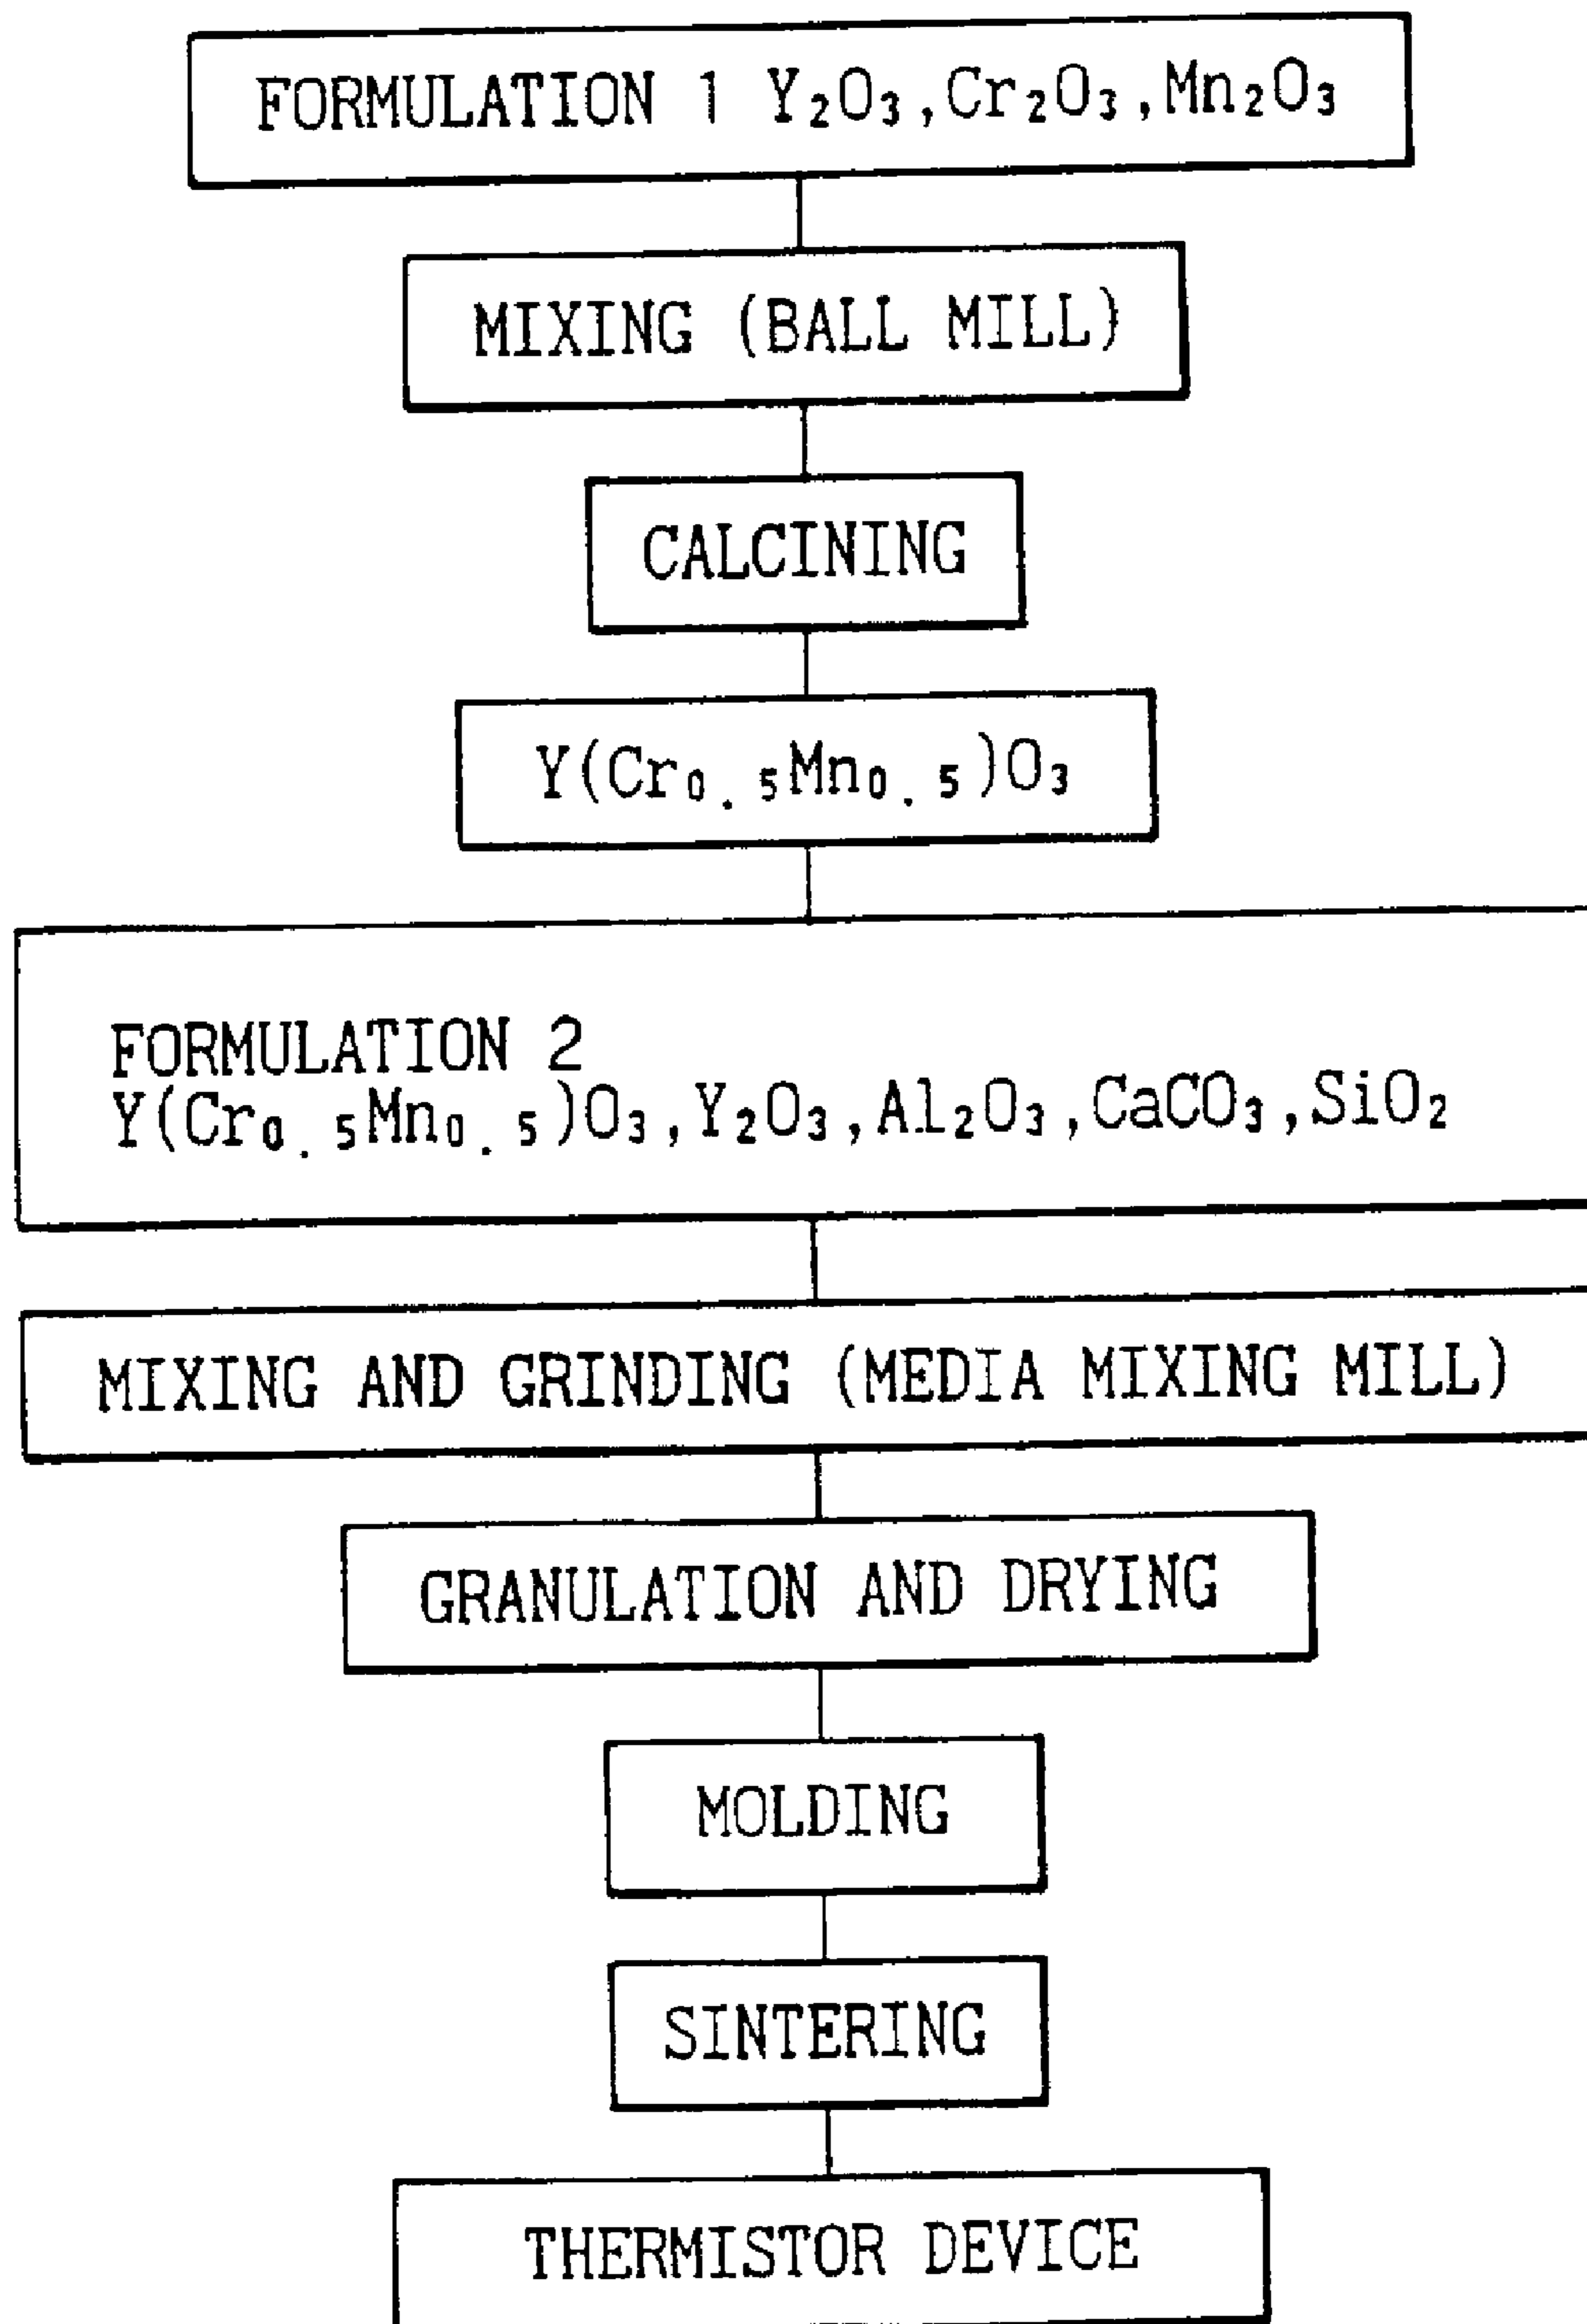 FORMULATION 1 Y₂O₃,Cr₂O₃,Mn₂O₃
MIXING (BALL MILL)
CALCINING
Y(Cr₀.₅Mn₀.₅)O₃
FORMULATION 2
Y(Cr₀.₅Mn₀.₅)O₃,Y₂O₃,Al₂O₃,CaCO₃,SiO₂
MIXING AND GRINDING (MEDIA MIXING MILL)
GRANULATION AND DRYING
MOLDING
SINTERING
THERMISTOR DEVICE